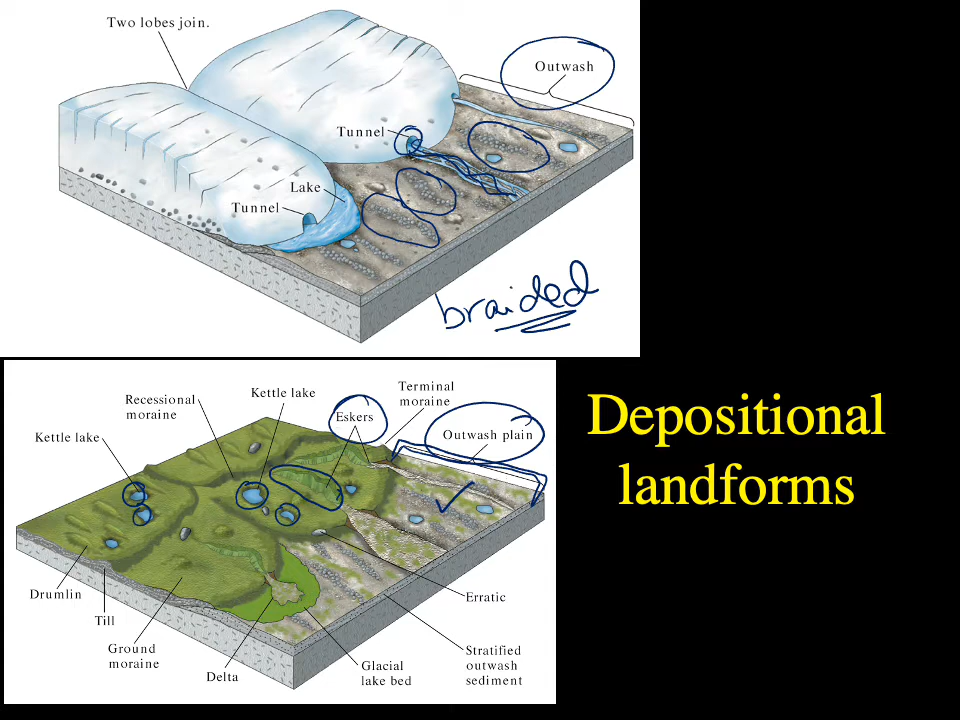 Two lobes join.
Outwash
Tunnel
Lake
Tunnel
braided
Terminal
moraine
Kettle lake
Recessional
moraine
Eskers
Kettle lake
Outwash plain
Depositional
landforms
Drumlin
Erratic
Till
Ground
moraine
Stratified
outwash
sediment
Glacial
lake bed
Delta